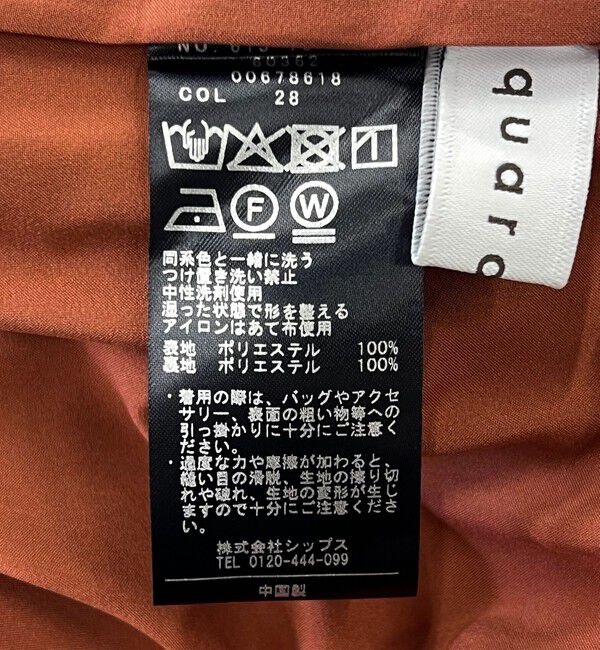 00678618
COL 28
F
W
同系色と一緒に洗う
つけ置き洗い禁止
中性洗剤使用
湿った状態で形を整える
アイロンはあて布使用
表地 ポリエステル 100%
裏地 ポリエステル 100%
・着用の際は、バッグやアクセ
サリー、表面の粗い物等への
引っ掛かりに十分にご注意く
ださい。
・過度な力や摩擦が加わると、
縫い目の滑脱、生地の擦り切
れや破れ、生地の変形が生じ
ますので十分にご注意くださ
い。
株式会社シップス
TEL 0120-444-099
中国製
quaro